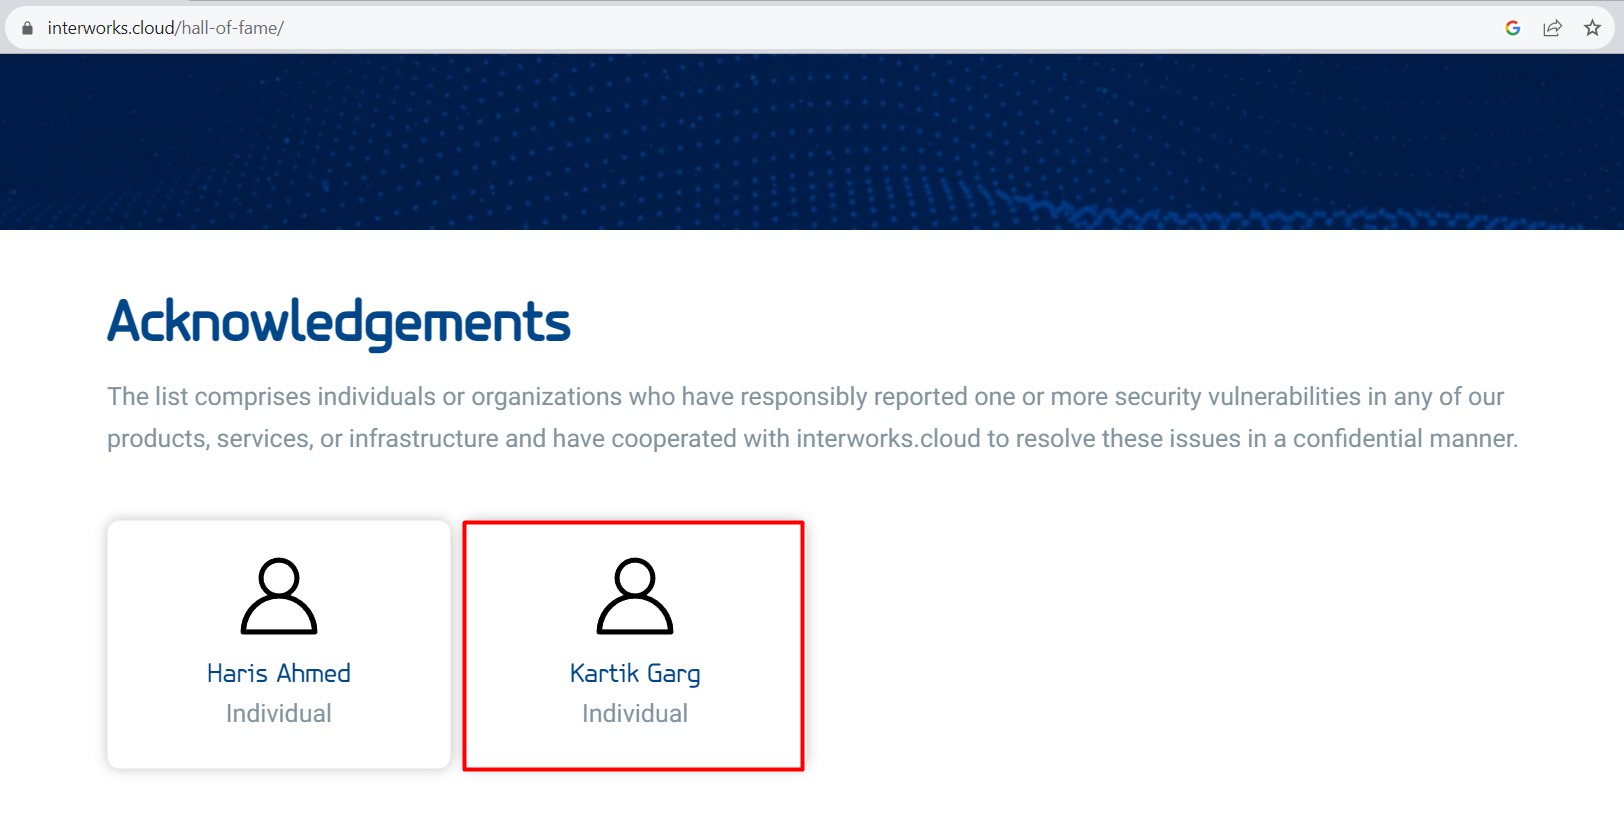 interworks.cloud/hall-of-fame/
Acknowledgements
The list comprises individuals or organizations who have responsibly reported one or more security vulnerabilities in any of our
products, services, or infrastructure and have cooperated with interworks.cloud to resolve these issues in a confidential manner.
Haris Ahmed
Individual
Kartik Garg
Individual